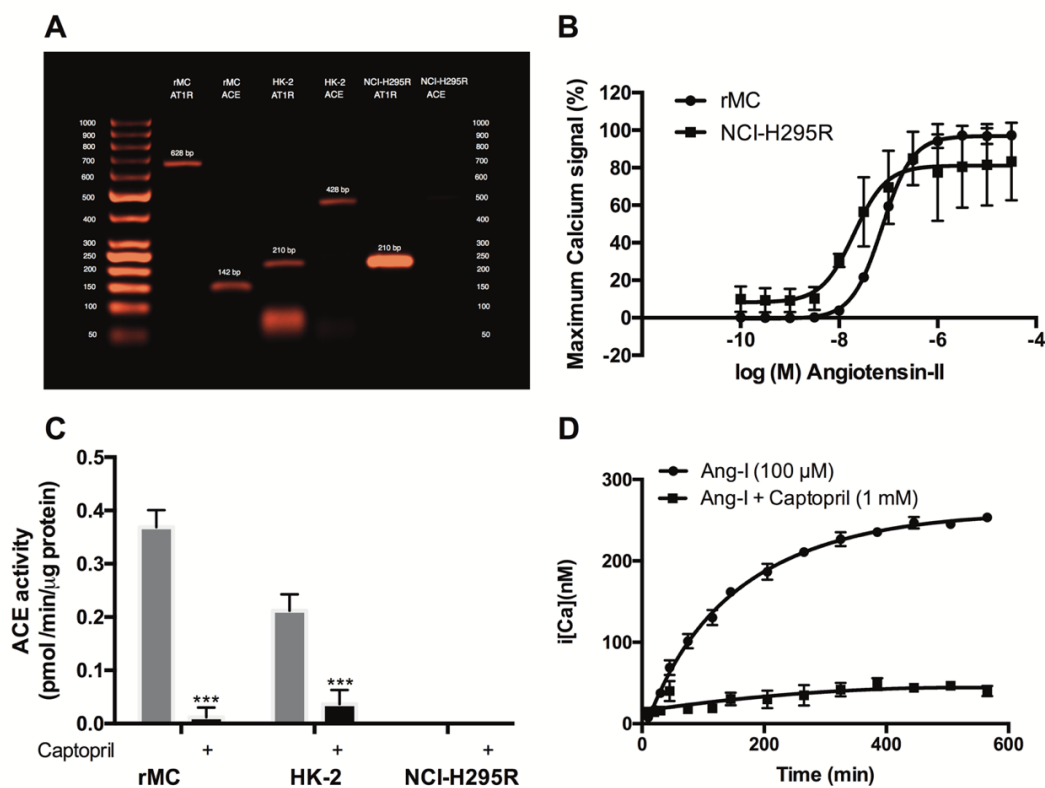 A
rMC AT1R
rMC ACE
HK-2 AT1R
HK-2 ACE
NCI-H295R AT1R
NCI-H295R ACE
1000 1000
900 900
800 800
700 700
600 600
500 500
400 400
300 300
250 250
200 200
150 150
100 100
50 50
628 bp
142 bp
210 bp
428 bp
210 bp
B
Maximum Calcium signal (%)
120
100
80
60
40
20
0
-20
rMC
NCI-H295R
-10 -8 -6 -4
log (M) Angiotensin-II
C
ACE activity
(pmol /min/µg protein)
0.5
0.4
0.3
0.2
0.1
0.0
*** ***
Captopril + + +
rMC HK-2 NCI-H295R
D
i[Ca](nM)
300
200
100
0
Ang-I (100 µM)
Ang-I + Captopril (1 mM)
0 200 400 600
Time (min)